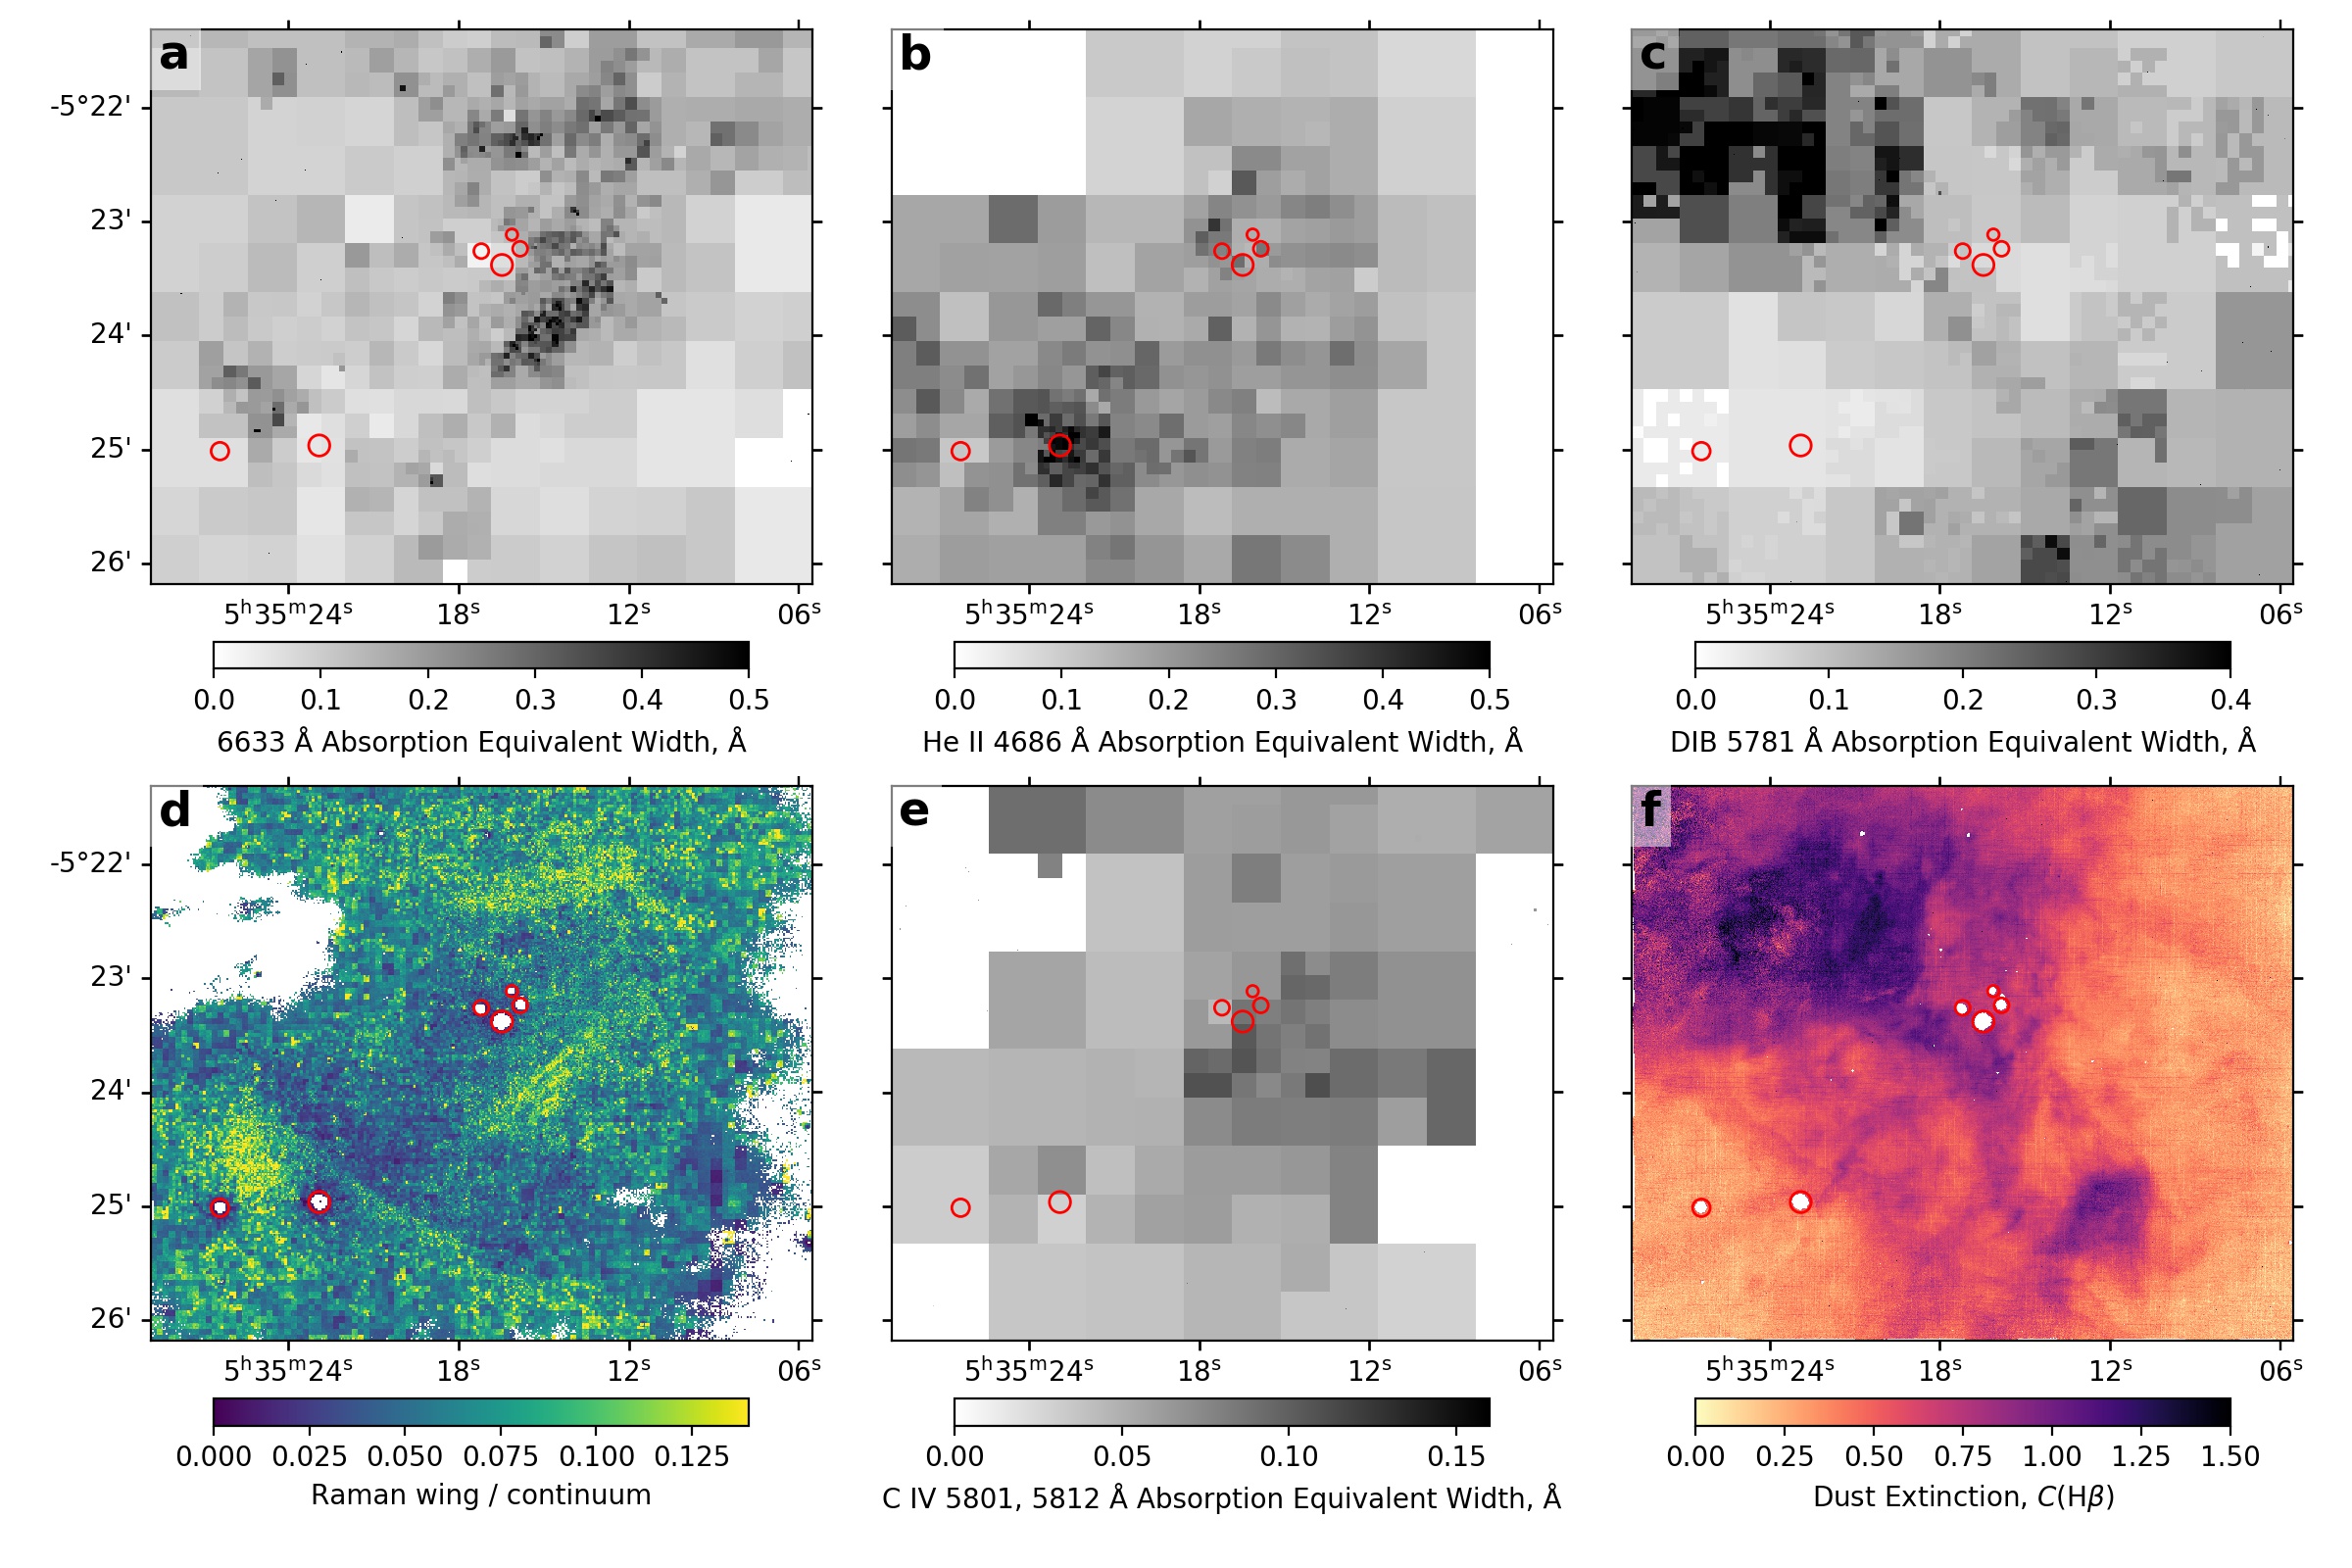 a
b
c
-5°22'
23'
24'
25'
26'
5ʰ35ᵐ24ˢ 18ˢ 12ˢ 06ˢ
5ʰ35ᵐ24ˢ 18ˢ 12ˢ 06ˢ
5ʰ35ᵐ24ˢ 18ˢ 12ˢ 06ˢ
0.0 0.1 0.2 0.3 0.4 0.5
0.0 0.1 0.2 0.3 0.4 0.5
0.0 0.1 0.2 0.3 0.4
6633 Å Absorption Equivalent Width, Å
He II 4686 Å Absorption Equivalent Width, Å
DIB 5781 Å Absorption Equivalent Width, Å
d
e
f
-5°22'
23'
24'
25'
26'
5ʰ35ᵐ24ˢ 18ˢ 12ˢ 06ˢ
5ʰ35ᵐ24ˢ 18ˢ 12ˢ 06ˢ
5ʰ35ᵐ24ˢ 18ˢ 12ˢ 06ˢ
0.000 0.025 0.050 0.075 0.100 0.125
0.00 0.05 0.10 0.15
0.00 0.25 0.50 0.75 1.00 1.25 1.50
Raman wing / continuum
C IV 5801, 5812 Å Absorption Equivalent Width, Å
Dust Extinction, C(Hβ)